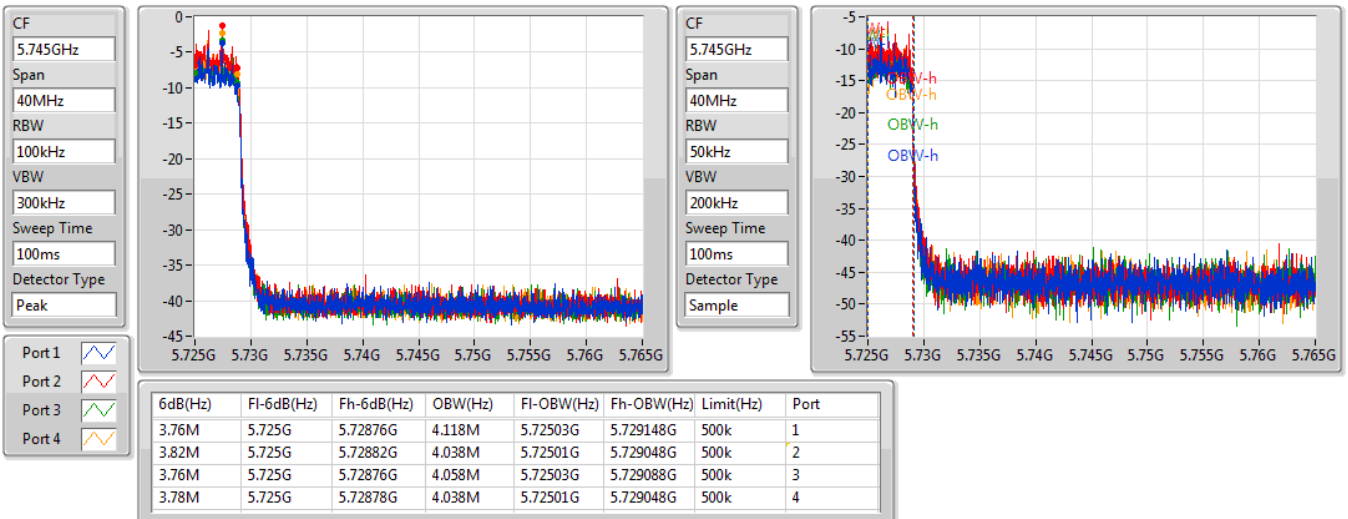 CF
5.745GHz
Span
40MHz
RBW
100kHz
VBW
300kHz
Sweep Time
100ms
Detector Type
Peak
0
-5
-10
-15
-20
-25
-30
-35
-40
-45
5.725G 5.73G 5.735G 5.74G 5.745G 5.75G 5.755G 5.76G 5.765G
CF
5.745GHz
Span
40MHz
RBW
50kHz
VBW
200kHz
Sweep Time
100ms
Detector Type
Sample
-5
-10
-15
-20
-25
-30
-35
-40
-45
-50
-55
OBW-h
OBW-h
OBW-h
OBW-h
5.725G 5.73G 5.735G 5.74G 5.745G 5.75G 5.755G 5.76G 5.765G
Port 1
Port 2
Port 3
Port 4
6dB(Hz) Fl-6dB(Hz) Fh-6dB(Hz) OBW(Hz) Fl-OBW(Hz) Fh-OBW(Hz) Limit(Hz) Port
3.76M 5.725G 5.72876G 4.118M 5.72503G 5.729148G 500k 1
3.82M 5.725G 5.72882G 4.038M 5.72501G 5.729048G 500k 2
3.76M 5.725G 5.72876G 4.058M 5.72503G 5.729088G 500k 3
3.78M 5.725G 5.72878G 4.038M 5.72501G 5.729048G 500k 4